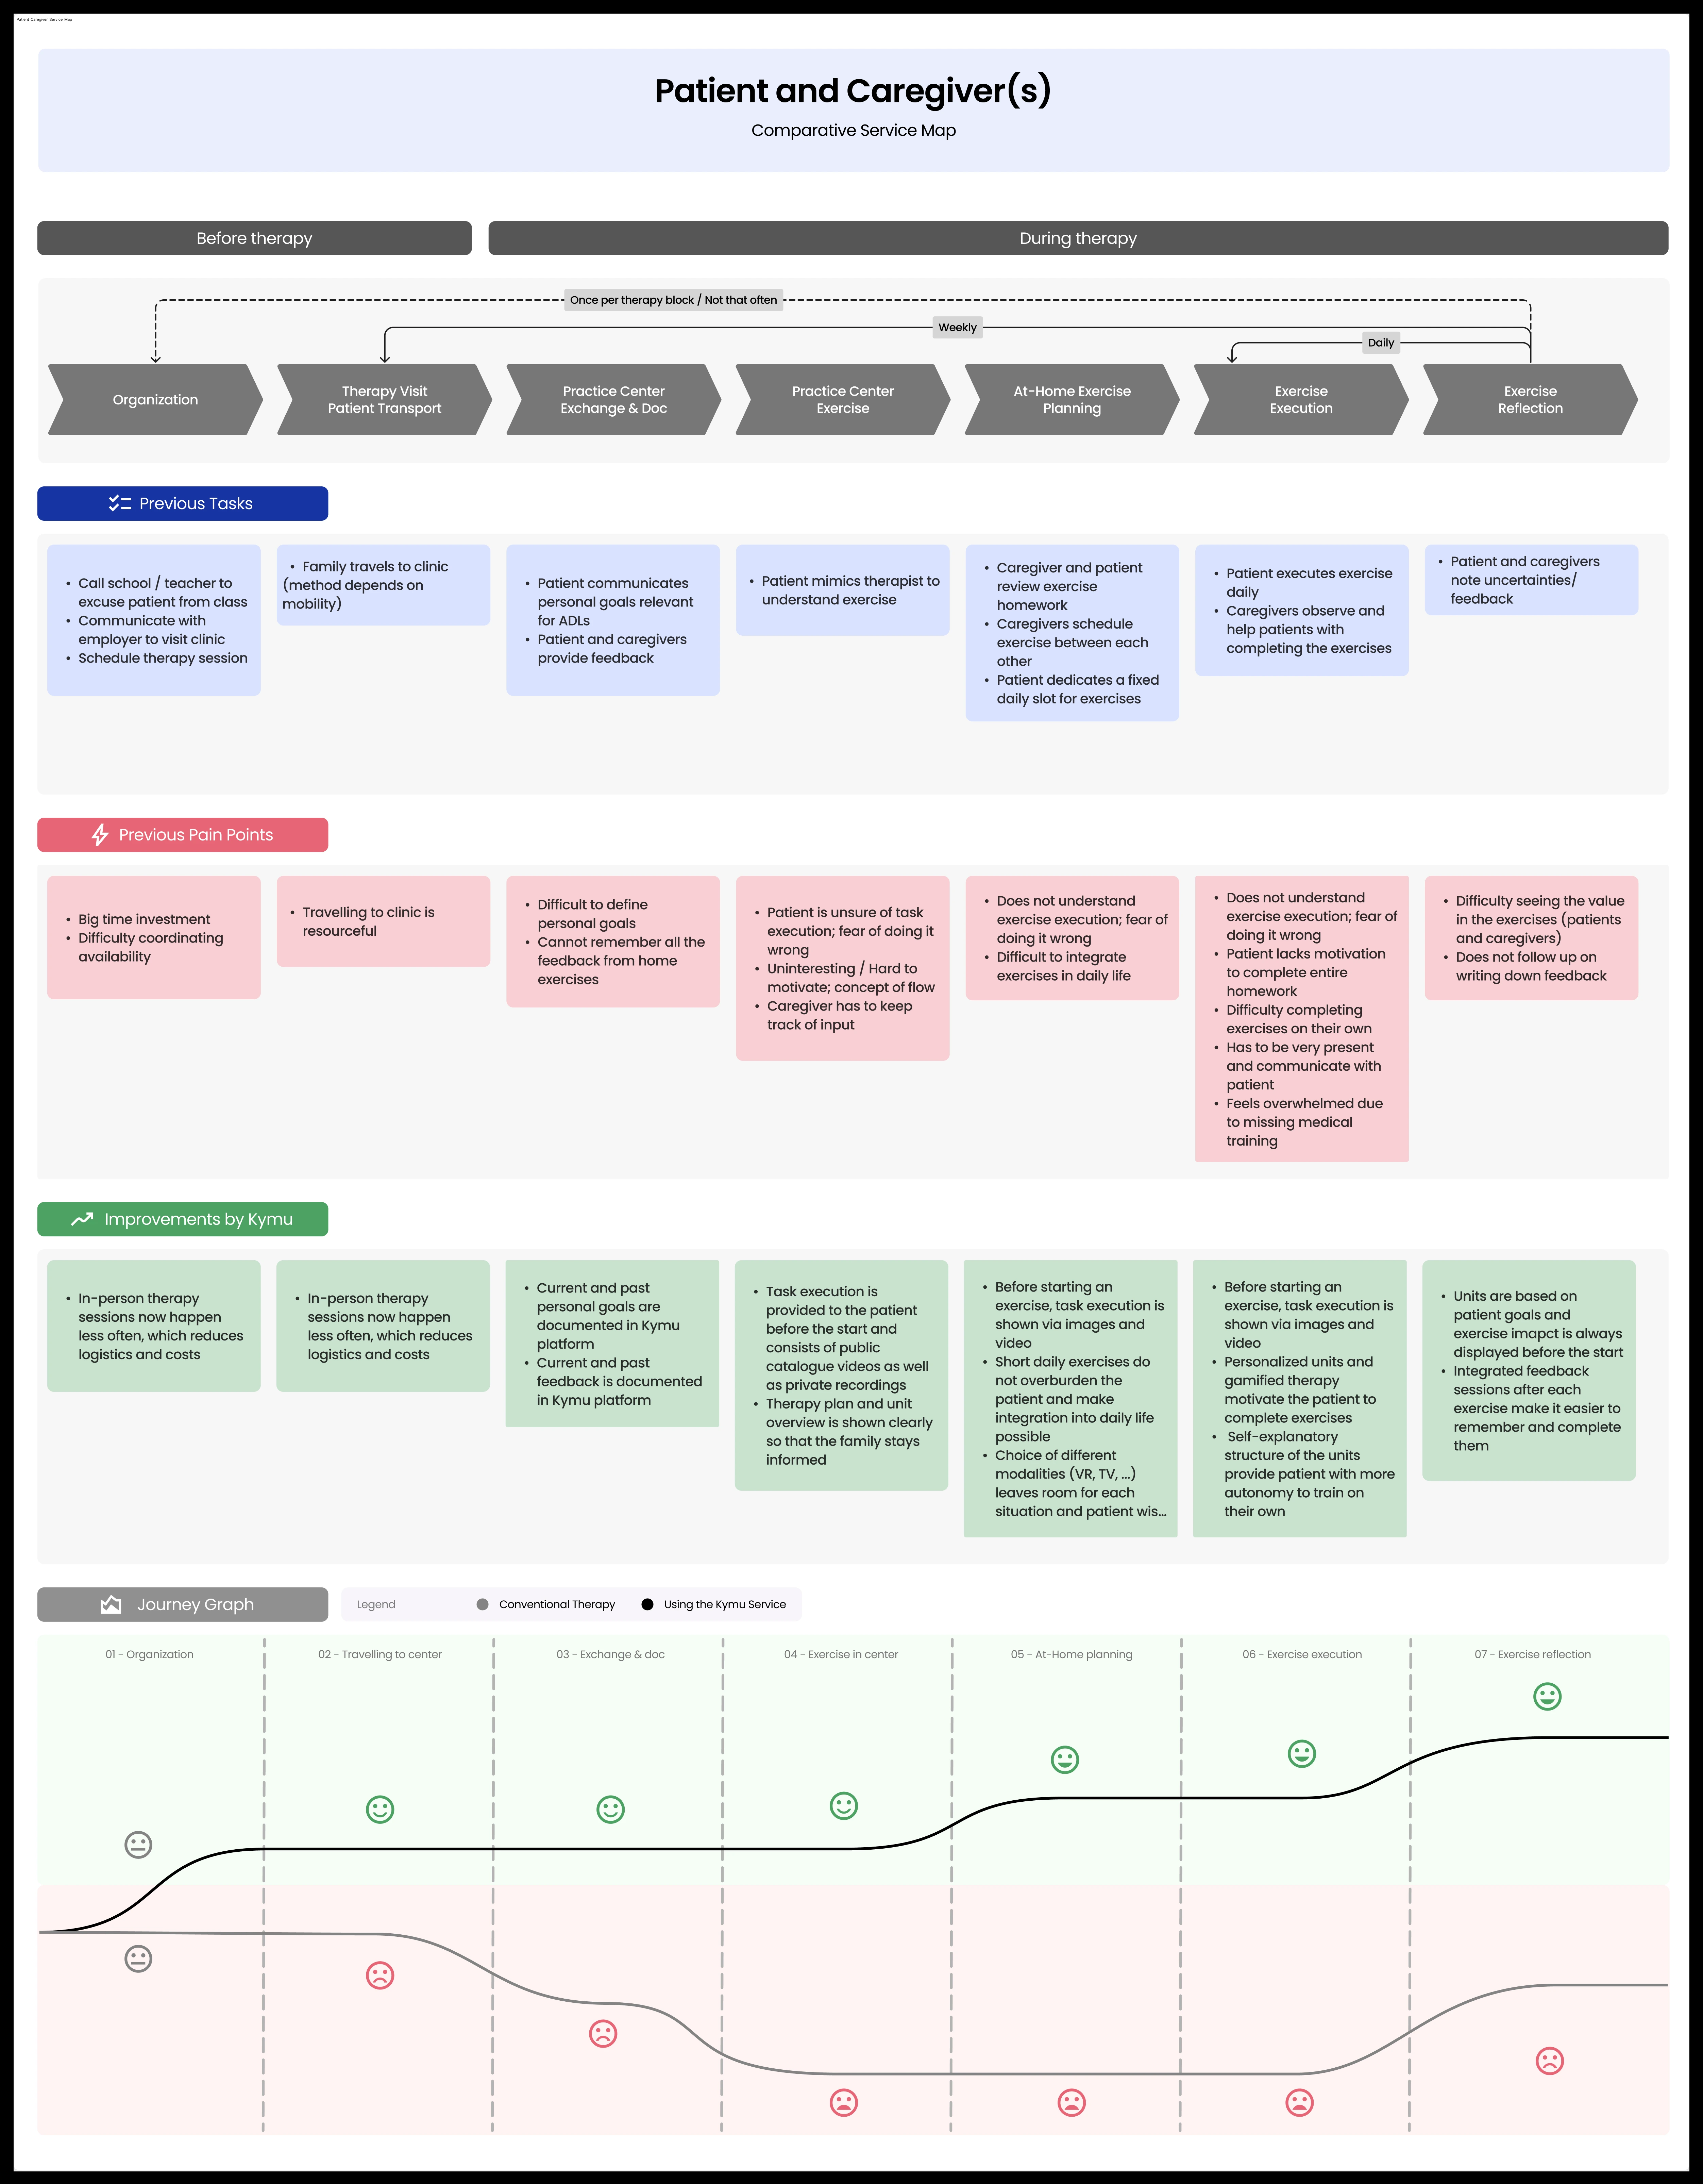 Patient_Caregiver_Service_Map
Patient and Caregiver(s)
Comparative Service Map
Before therapy
During therapy
Once per therapy block / Not that often
Weekly
Daily
Organization
Therapy Visit
Patient Transport
Practice Center
Exchange & Doc
Practice Center
Exercise
At-Home Exercise
Planning
Exercise
Execution
Exercise
Reflection
Previous Tasks
• Call school / teacher to
excuse patient from class
• Communicate with
employer to visit clinic
• Schedule therapy session
• Family travels to clinic
(method depends on
mobility)
• Patient communicates
personal goals relevant
for ADLs
• Patient and caregivers
provide feedback
• Patient mimics therapist to
understand exercise
• Caregiver and patient
review exercise
homework
• Caregivers schedule
exercise between each
other
• Patient dedicates a fixed
daily slot for exercises
• Patient executes exercise
daily
• Caregivers observe and
help patients with
completing the exercises
• Patient and caregivers
note uncertainties/
feedback
Previous Pain Points
• Big time investment
• Difficulty coordinating
availability
• Travelling to clinic is
resourceful
• Difficult to define
personal goals
• Cannot remember all the
feedback from home
exercises
• Patient is unsure of task
execution; fear of doing it
wrong
• Uninteresting / Hard to
motivate; concept of flow
• Caregiver has to keep
track of input
• Does not understand
exercise execution; fear of
doing it wrong
• Difficult to integrate
exercises in daily life
• Does not understand
exercise execution; fear of
doing it wrong
• Patient lacks motivation
to complete entire
homework
• Difficulty completing
exercises on their own
• Has to be very present
and communicate with
patient
• Feels overwhelmed due
to missing medical
training
• Difficulty seeing the value
in the exercises (patients
and caregivers)
• Does not follow up on
writing down feedback
Improvements by Kymu
• In-person therapy
sessions now happen
less often, which reduces
logistics and costs
• In-person therapy
sessions now happen
less often, which reduces
logistics and costs
• Current and past
personal goals are
documented in Kymu
platform
• Current and past
feedback is documented
in Kymu platform
• Task execution is
provided to the patient
before the start and
consists of public
catalogue videos as well
as private recordings
• Therapy plan and unit
overview is shown clearly
so that the family stays
informed
• Before starting an
exercise, task execution is
shown via images and
video
• Short daily exercises do
not overburden the
patient and make
integration into daily life
possible
• Choice of different
modalities (VR, TV, ...)
leaves room for each
situation and patient wis...
• Before starting an
exercise, task execution is
shown via images and
video
• Personalized units and
gamified therapy
motivate the patient to
complete exercises
• Self-explanatory
structure of the units
provide patient with more
autonomy to train on
their own
• Units are based on
patient goals and
exercise imapct is always
displayed before the start
• Integrated feedback
sessions after each
exercise make it easier to
remember and complete
them
Journey Graph
Legend
Conventional Therapy
Using the Kymu Service
01 - Organization
02 - Travelling to center
03 - Exchange & doc
04 - Exercise in center
05 - At-Home planning
06 - Exercise execution
07 - Exercise reflection